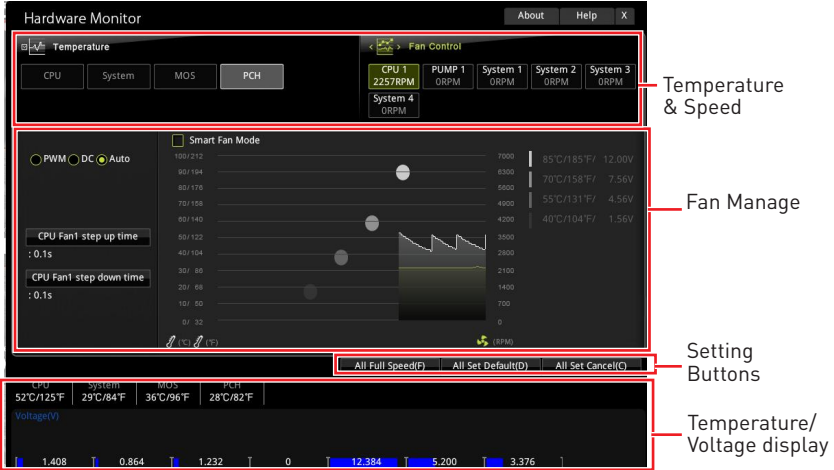 Hardware Monitor
About Help X
Temperature
Fan Control
CPU System MOS PCH
CPU 1 PUMP 1 System 1 System 2 System 3
2257RPM 0RPM 0RPM 0RPM 0RPM
System 4
0RPM
Temperature
& Speed
Smart Fan Mode
PWM DC Auto
100/212 7000 85℃/185℉/ 12.00V
90/194 6300 70℃/158℉/ 7.56V
80/176 5600
70/158 4900 55℃/131℉/ 4.56V
60/140 4200 40℃/104℉/ 1.56V
50/122 3500
40/104 2800
30/ 86 2100
20/ 68 1400
10/ 50 700
0/ 32 0
(℃) (℉) (RPM)
CPU Fan1 step up time
: 0.1s
CPU Fan1 step down time
: 0.1s
Fan Manage
All Full Speed(F) All Set Default(D) All Set Cancel(C)
Setting
Buttons
CPU System MOS PCH
52℃/125℉ 29℃/84℉ 36℃/96℉ 28℃/82℉
Voltage(V)
1.408 0.864 1.232 0 12.384 5.200 3.376
Temperature/
Voltage display